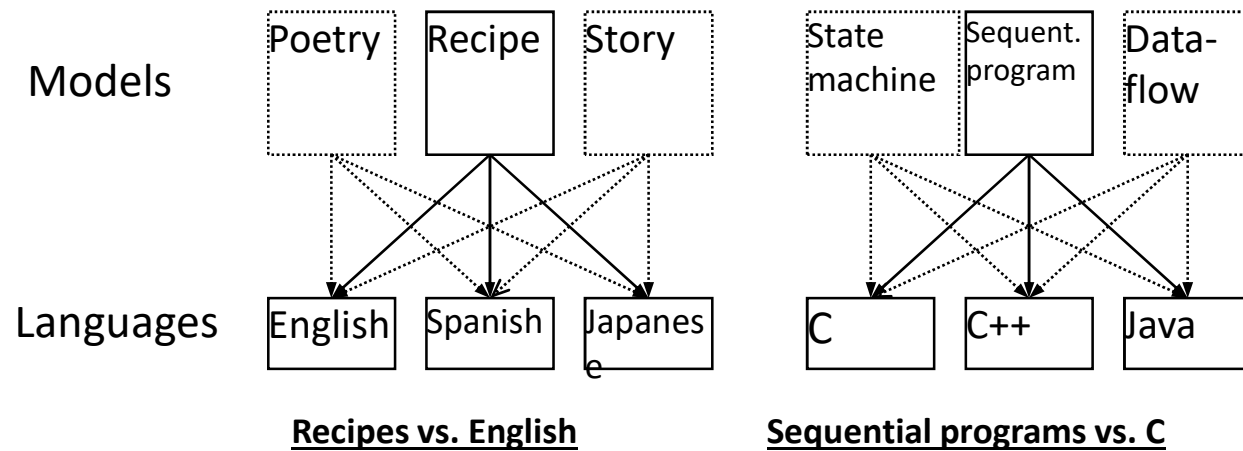 Models
Poetry
Recipe
Story
State
machine
Sequent.
program
Data-
flow
Languages
English
Spanish
Japanes
e
C
C++
Java
Recipes vs. English
Sequential programs vs. C